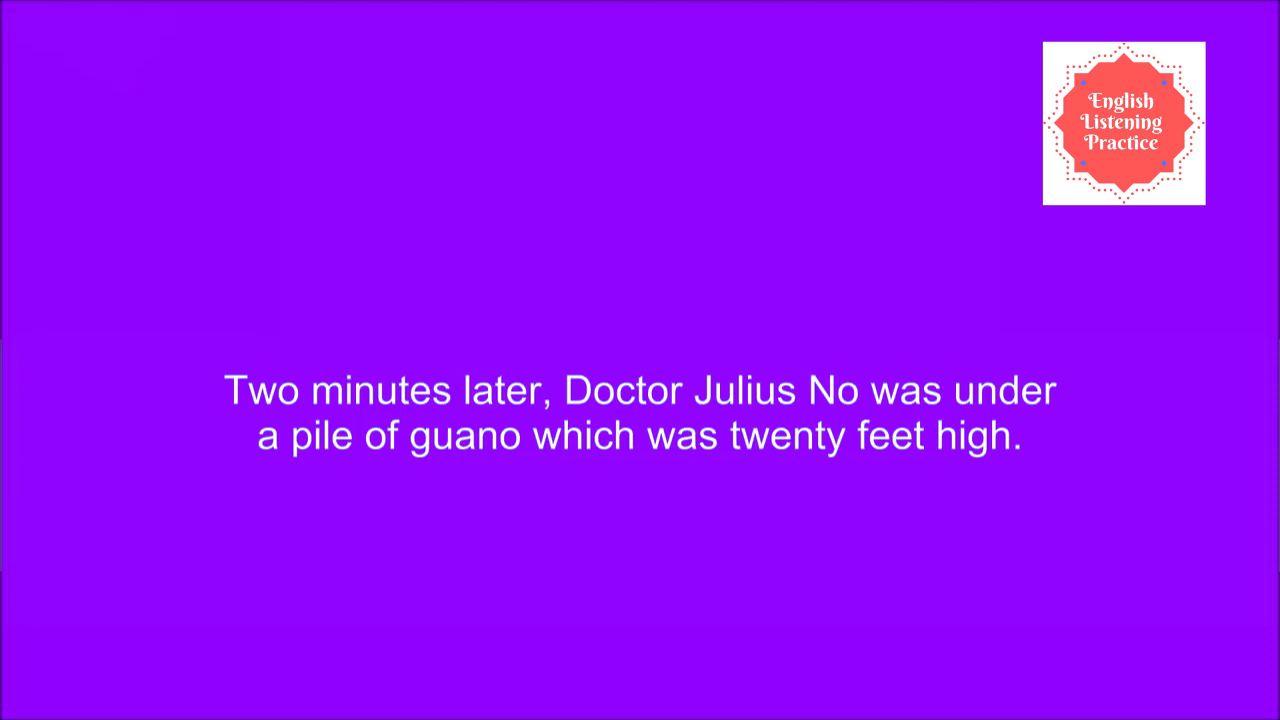 English
Listening
Practice
Two minutes later, Doctor Julius No was under
a pile of guano which was twenty feet high.